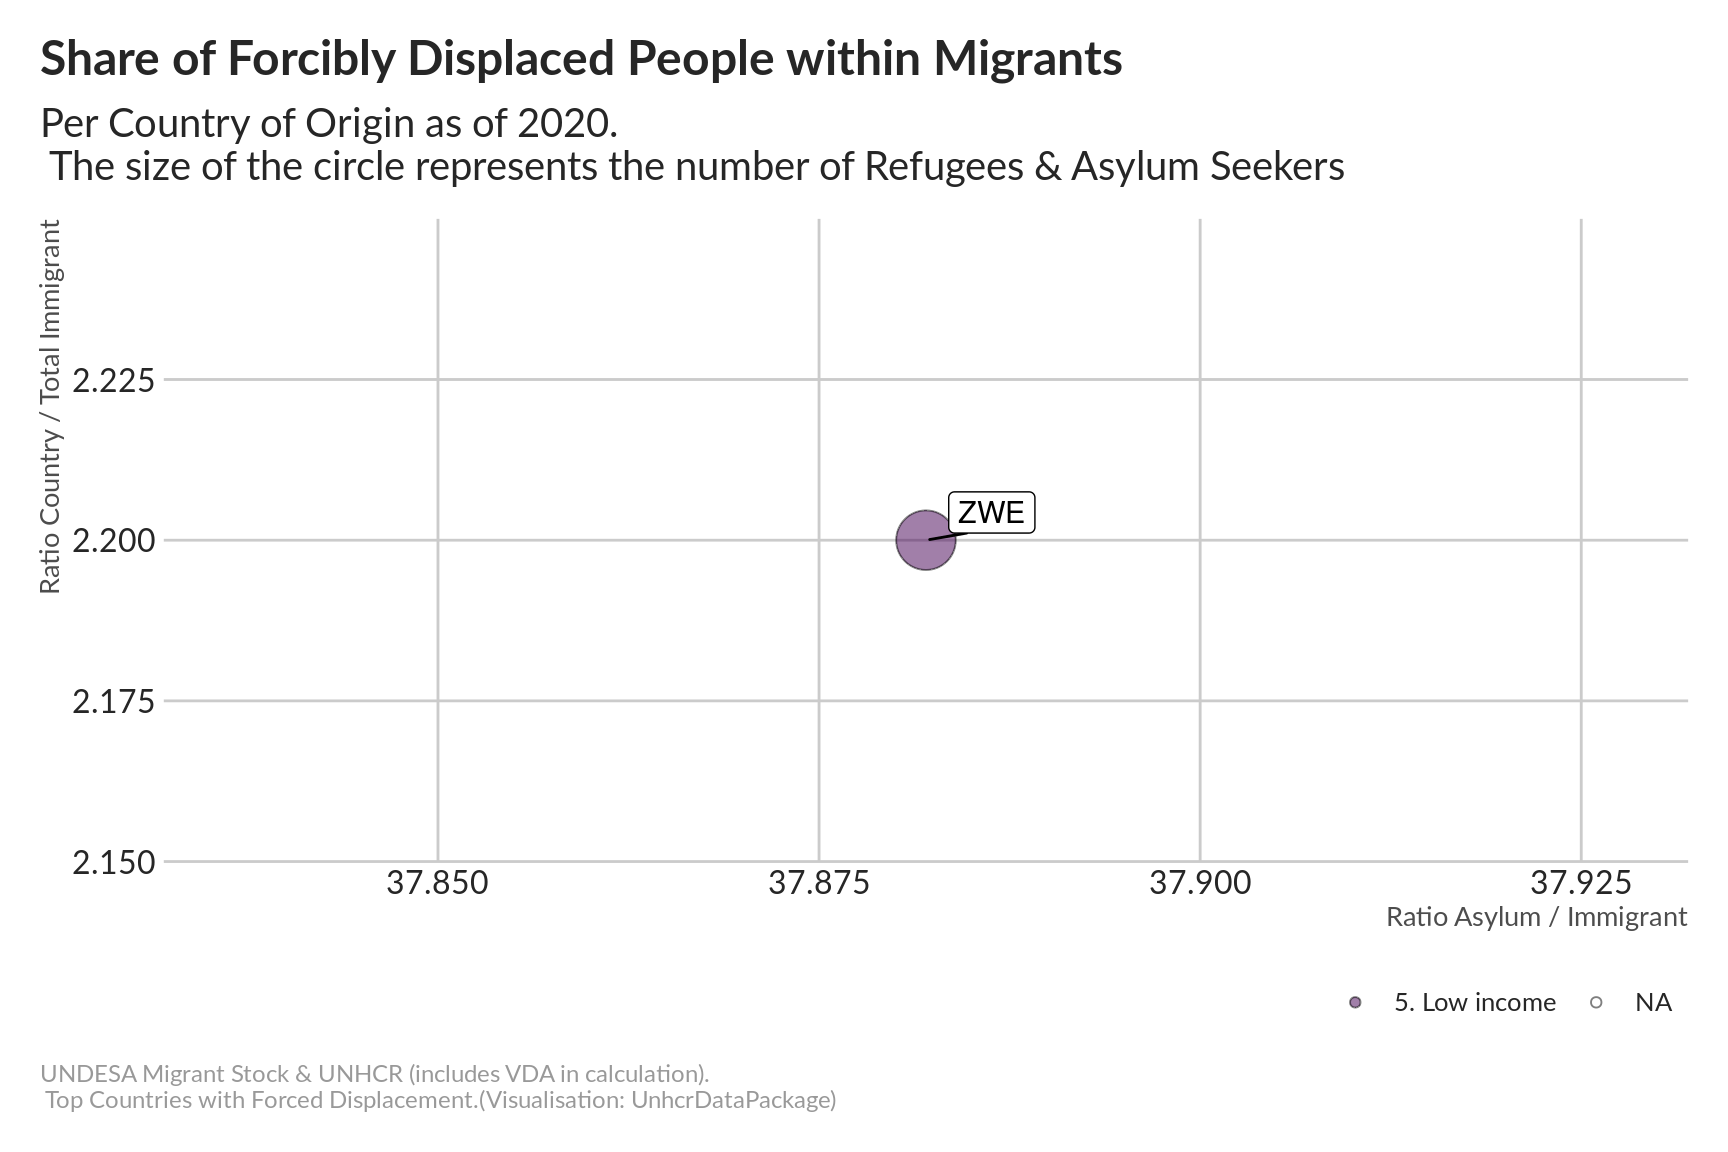 Share of Forcibly Displaced People within Migrants
Per Country of Origin as of 2020.
The size of the circle represents the number of Refugees & Asylum Seekers
Ratio Country / Total Immigrant
2.225
ZWE
2.200
2.175
2.150
37.850 37.875 37.900 37.925
Ratio Asylum / Immigrant
5. Low income NA
UNDESA Migrant Stock & UNHCR (includes VDA in calculation).
Top Countries with Forced Displacement.(Visualisation: UnhcrDataPackage)